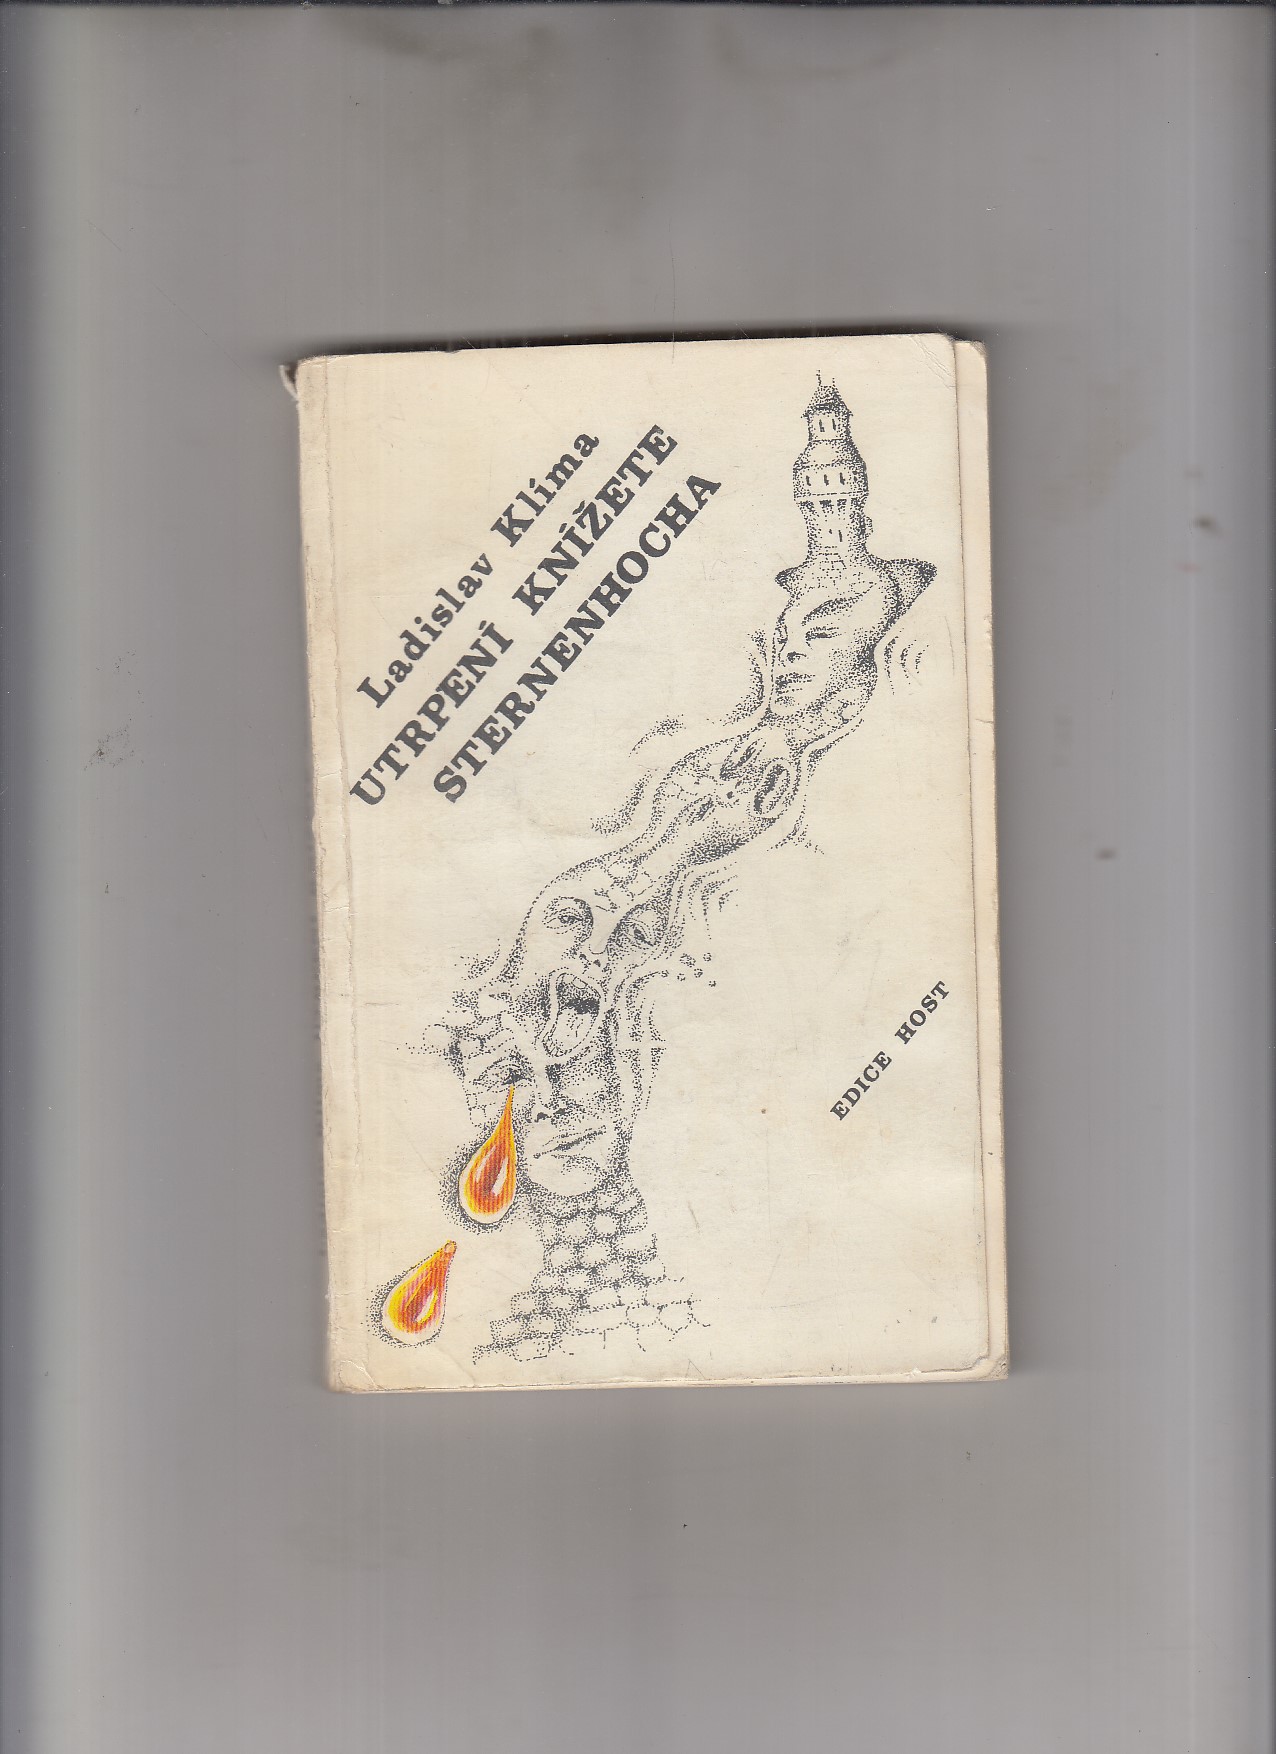 Ladislav Klíma
UTRPENÍ KNÍŽETE
STERNENHOCHA
EDICE HOST